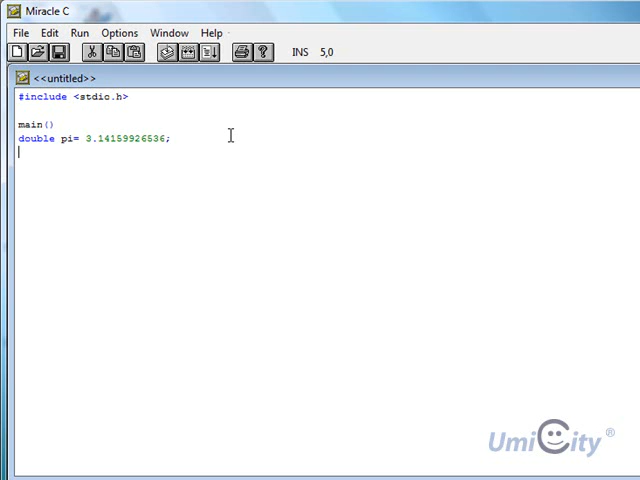 Miracle C
File Edit Run Options Window Help
INS 5,0
<<untitled>>
#include <stdio.h>
main()
double pi= 3.14159926536;
UmiCity ®